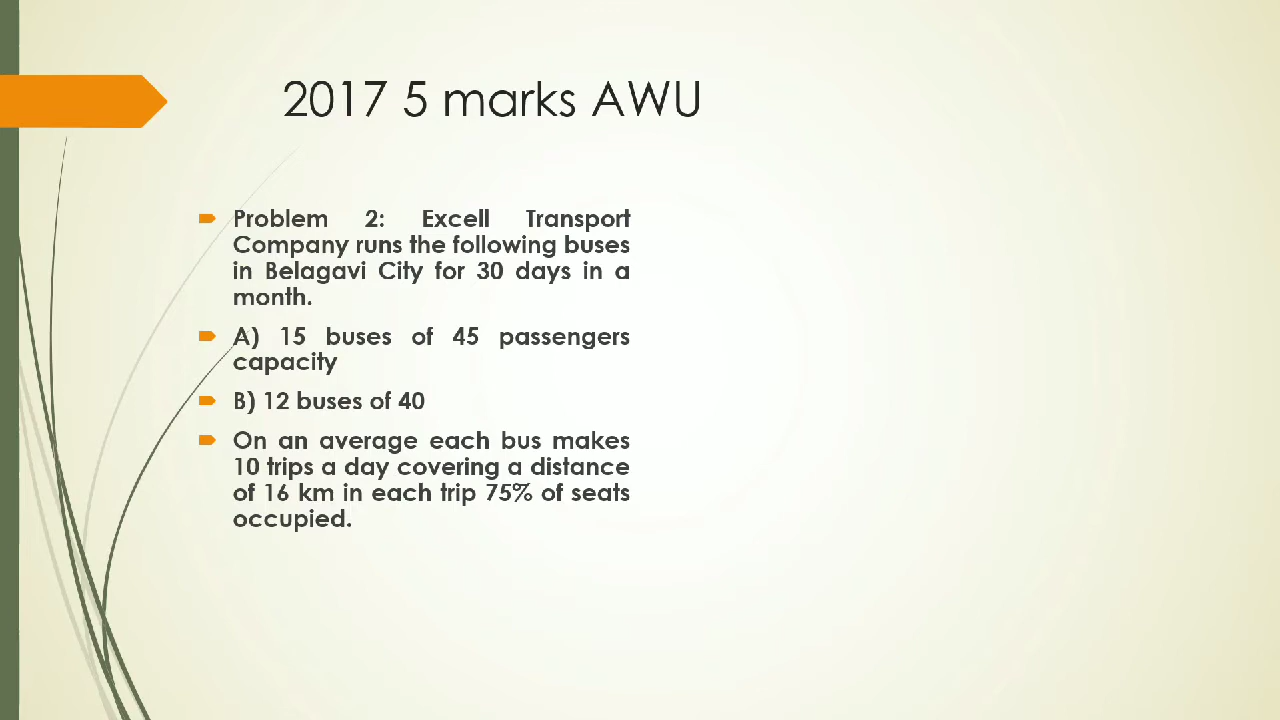 2017 5 marks AWU
Problem 2: Excell Transport
Company runs the following buses
in Belagavi City for 30 days in a
month.
A) 15 buses of 45 passengers
capacity
B) 12 buses of 40
On an average each bus makes
10 trips a day covering a distance
of 16 km in each trip 75% of seats
occupied.